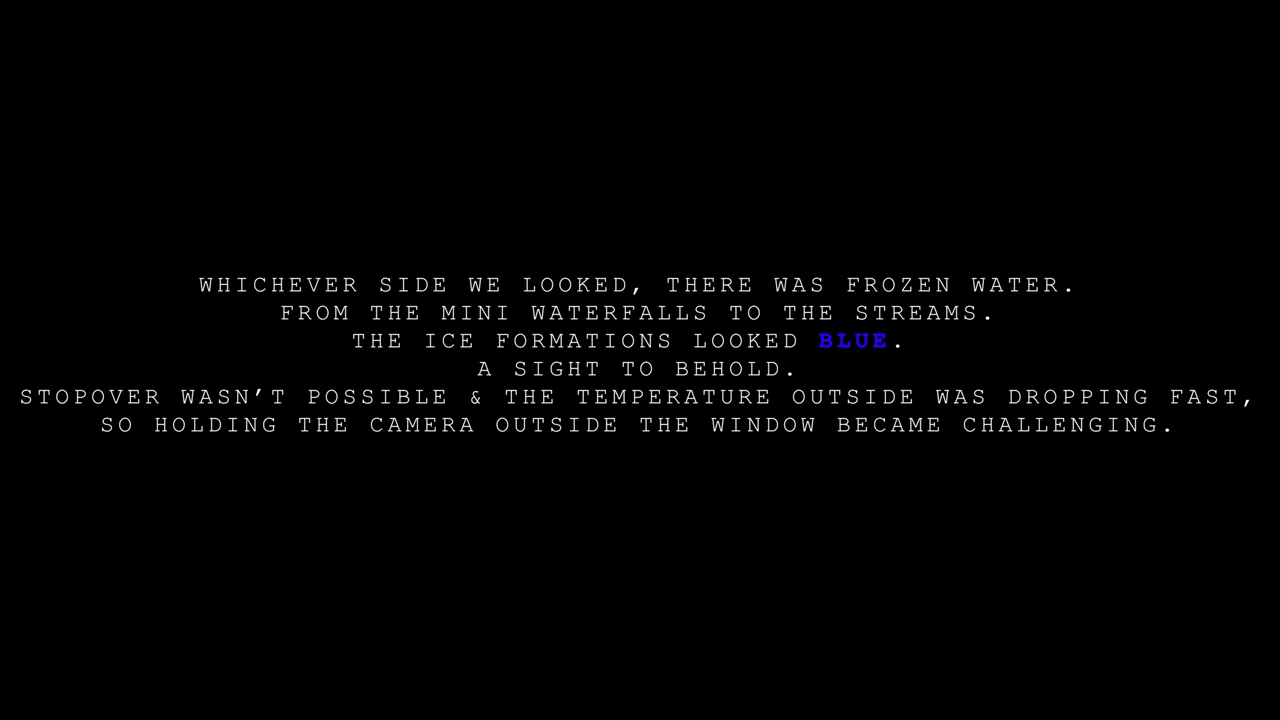 WHICHEVER SIDE WE LOOKED, THERE WAS FROZEN WATER.
FROM THE MINI WATERFALLS TO THE STREAMS.
THE ICE FORMATIONS LOOKED BLUE.
A SIGHT TO BEHOLD.
STOPOVER WASN’T POSSIBLE & THE TEMPERATURE OUTSIDE WAS DROPPING FAST,
SO HOLDING THE CAMERA OUTSIDE THE WINDOW BECAME CHALLENGING.